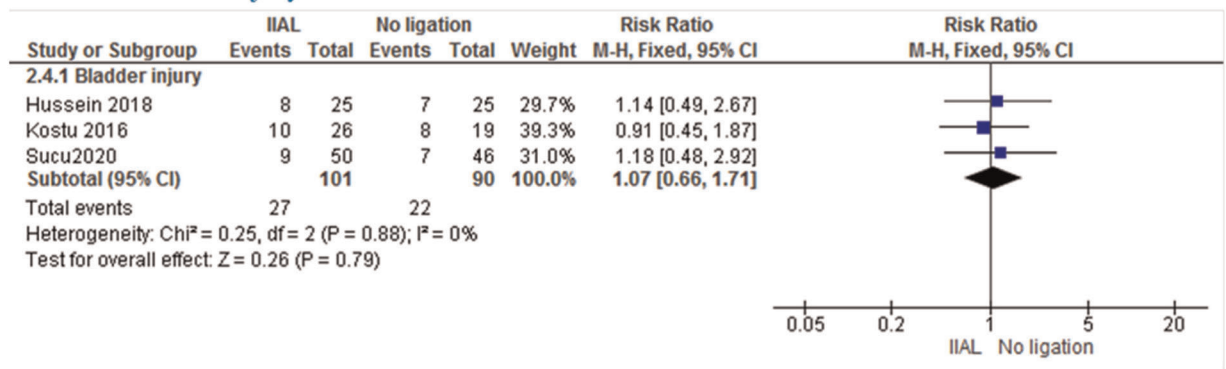 IIAL No ligation Risk Ratio Risk Ratio
Study or Subgroup Events Total Events Total Weight M-H, Fixed, 95% CI M-H, Fixed, 95% CI
2.4.1 Bladder injury
Hussein 2018 8 25 7 25 29.7% 1.14 [0.49, 2.67]
Kostu 2016 10 26 8 19 39.3% 0.91 [0.45, 1.87]
Sucu2020 9 50 7 46 31.0% 1.18 [0.48, 2.92]
Subtotal (95% CI) 101 90 100.0% 1.07 [0.66, 1.71]
Total events 27 22
Heterogeneity: Chi² = 0.25, df = 2 (P = 0.88); I² = 0%
Test for overall effect: Z = 0.26 (P = 0.79)
0.05 0.2 1 5 20
IIAL No ligation